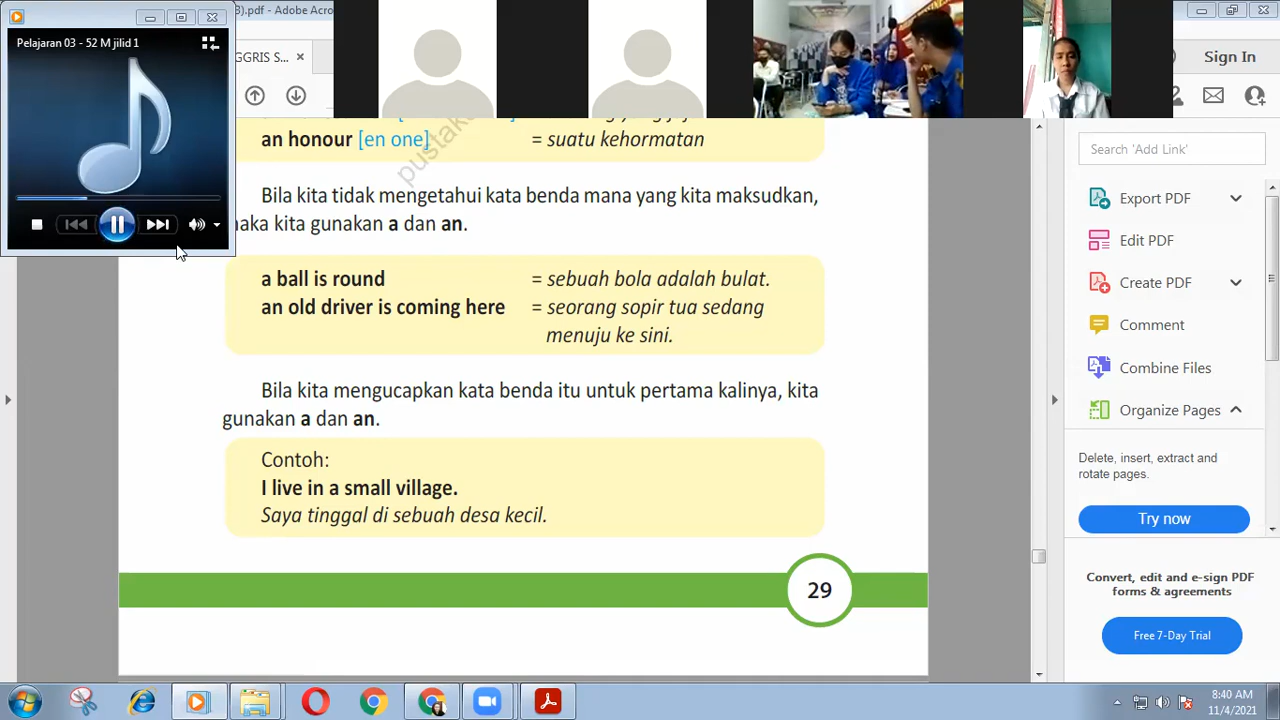 8).pdf - Adobe Acro
Pelajaran 03 - 52 M jilid 1
GGRIS S...
Sign In
pustak
an honour [en one] = suatu kehormatan
Bila kita tidak mengetahui kata benda mana yang kita maksudkan,
aka kita gunakan a dan an.
a ball is round = sebuah bola adalah bulat.
an old driver is coming here = seorang sopir tua sedang
menuju ke sini.
Bila kita mengucapkan kata benda itu untuk pertama kalinya, kita
gunakan a dan an.
Contoh:
I live in a small village.
Saya tinggal di sebuah desa kecil.
29
Search 'Add Link'
Export PDF
Edit PDF
Create PDF
Comment
Combine Files
Organize Pages
Delete, insert, extract and
rotate pages.
Try now
Convert, edit and e-sign PDF
forms & agreements
Free 7-Day Trial
8:40 AM
11/4/2021